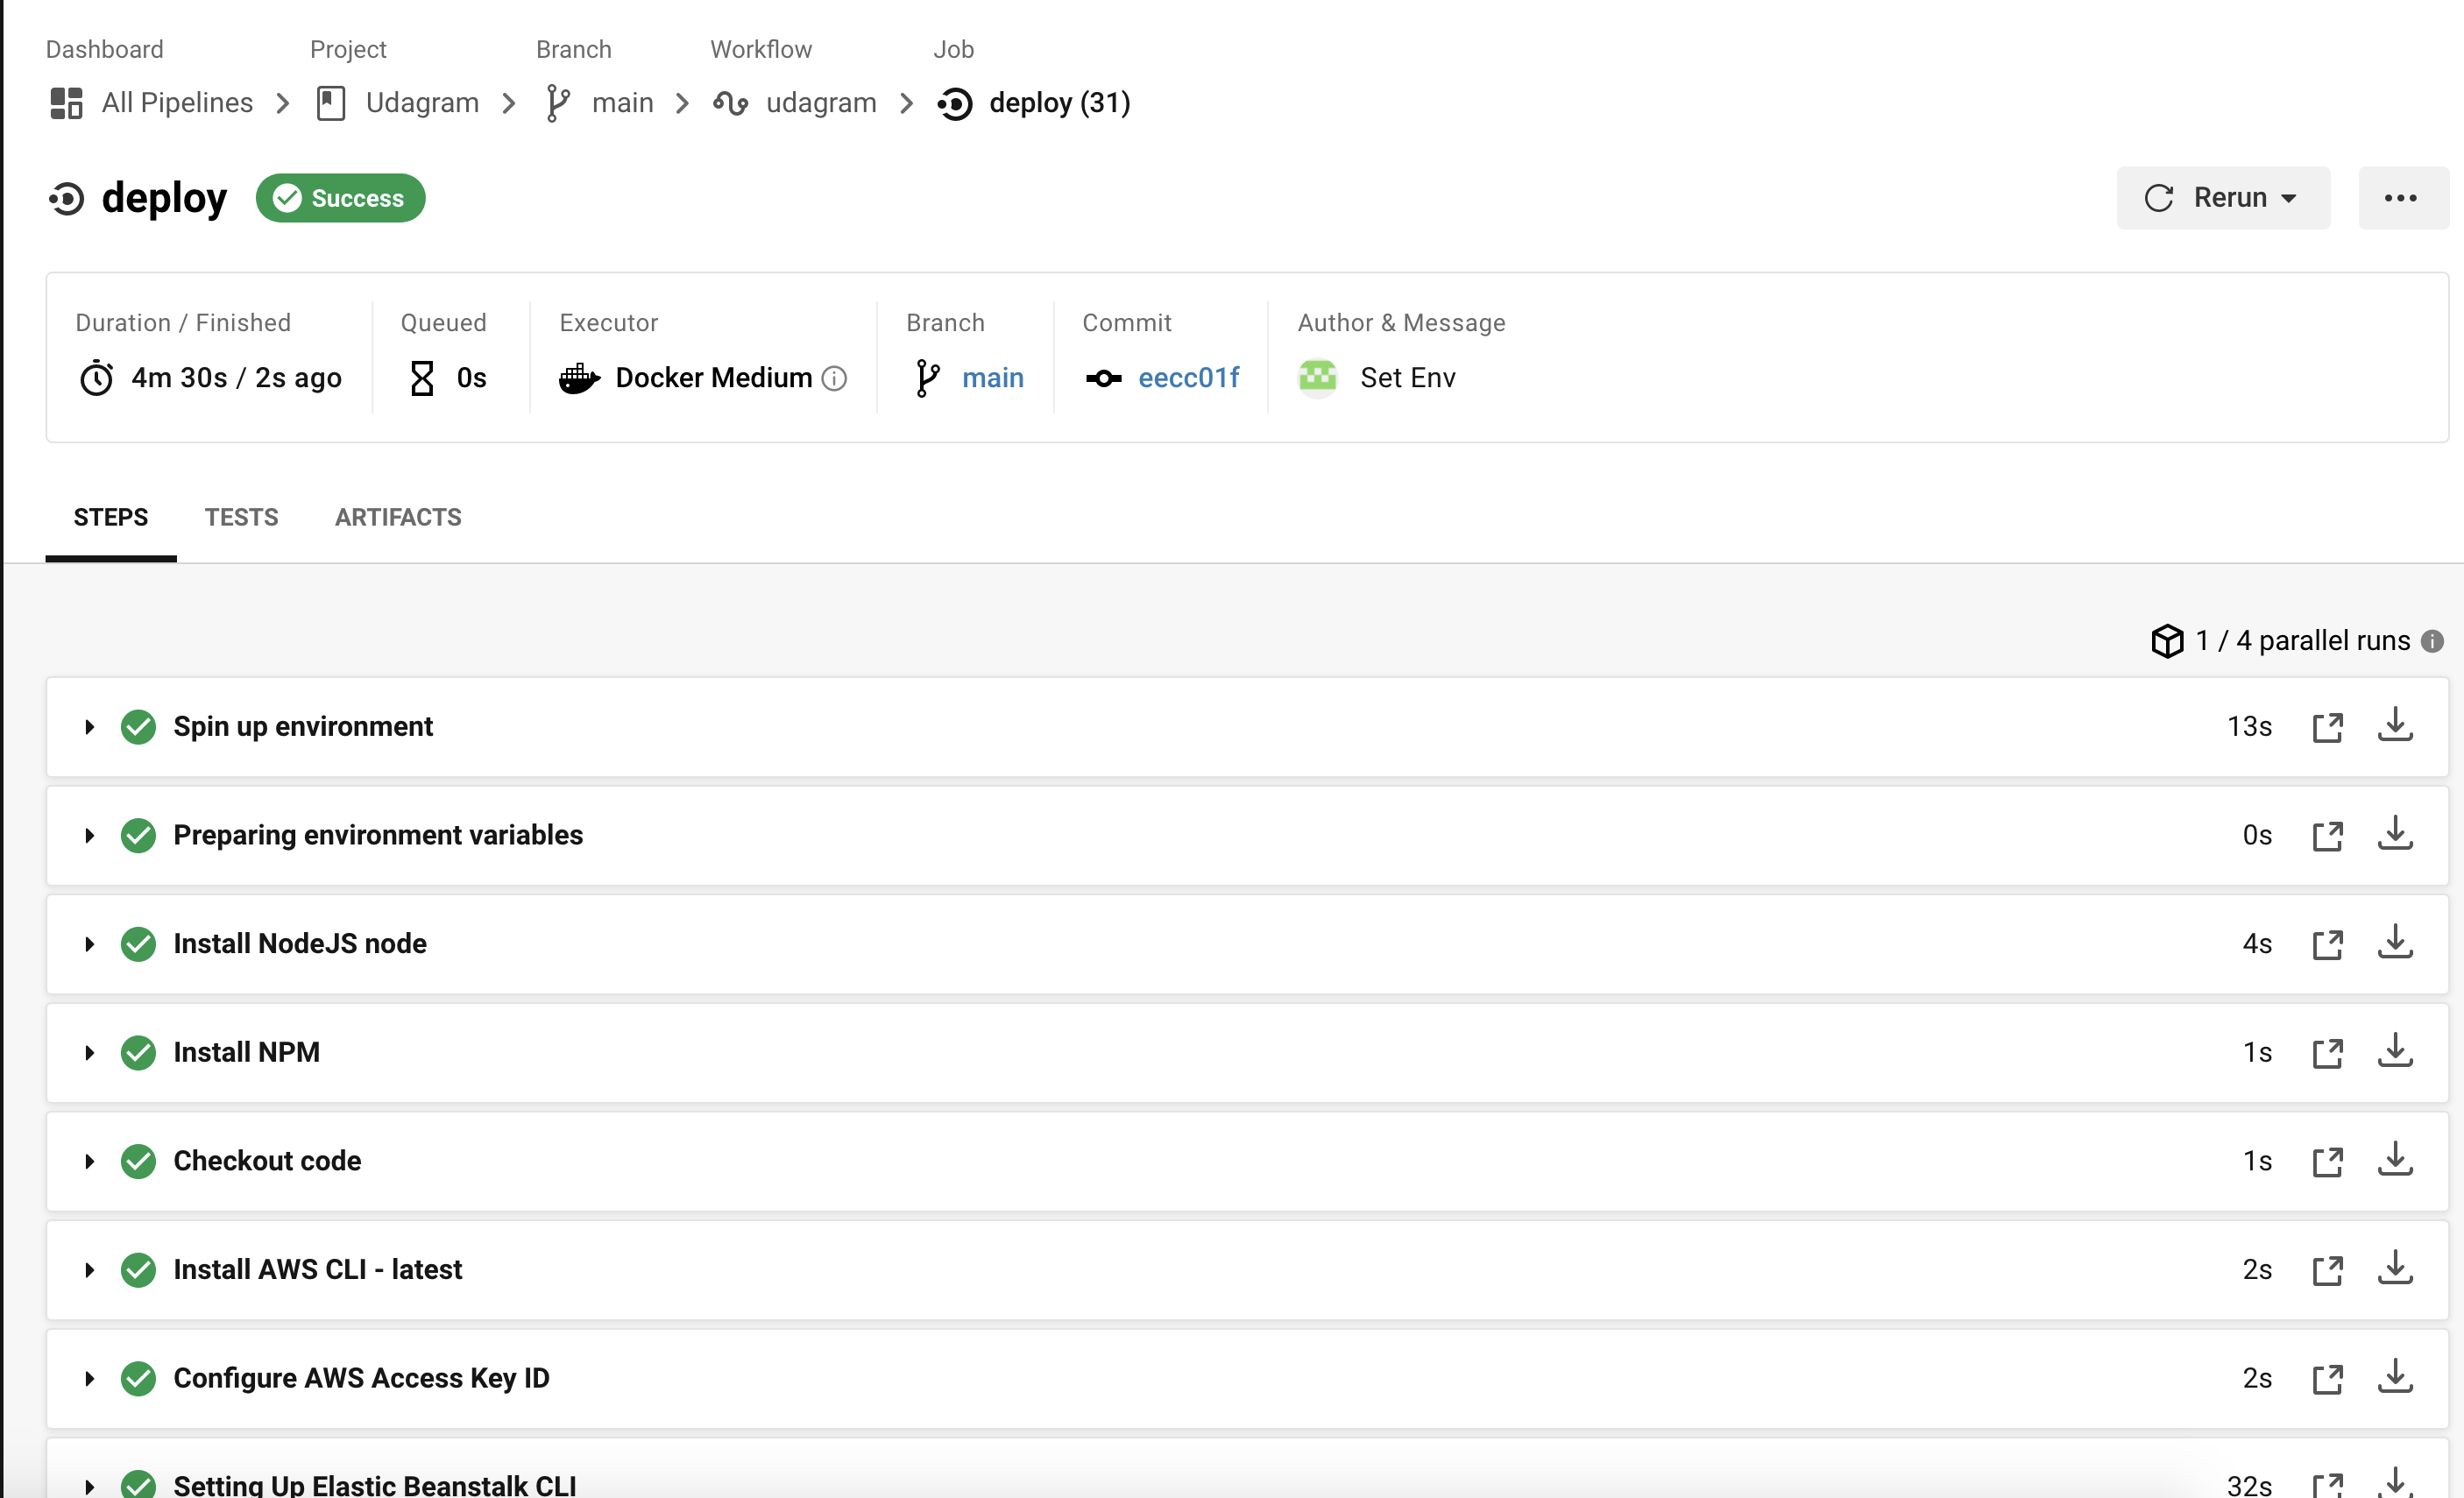 Dashboard Project Branch Workflow Job
All Pipelines Udagram main udagram deploy (31)
deploy Success Rerun
Duration / Finished Queued Executor Branch Commit Author & Message
4m 30s / 2s ago 0s Docker Medium main eecc01f Set Env
STEPS TESTS ARTIFACTS
1 / 4 parallel runs
Spin up environment 13s
Preparing environment variables 0s
Install NodeJS node 4s
Install NPM 1s
Checkout code 1s
Install AWS CLI - latest 2s
Configure AWS Access Key ID 2s
Setting Up Elastic Beanstalk CLI 32s